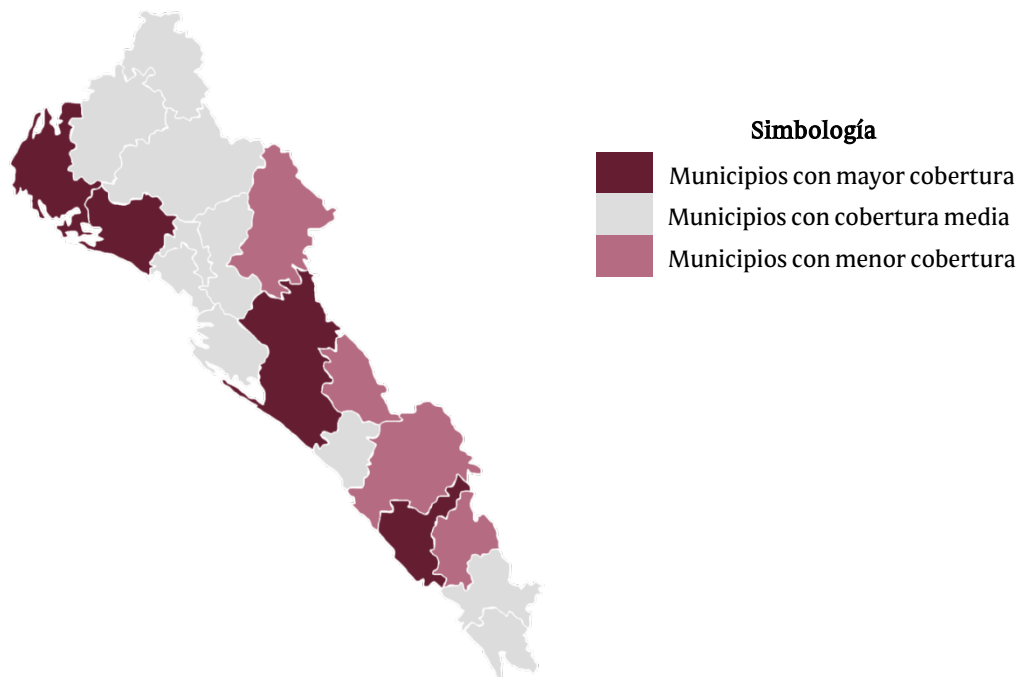 Simbología
Municipios con mayor cobertura
Municipios con cobertura media
Municipios con menor cobertura